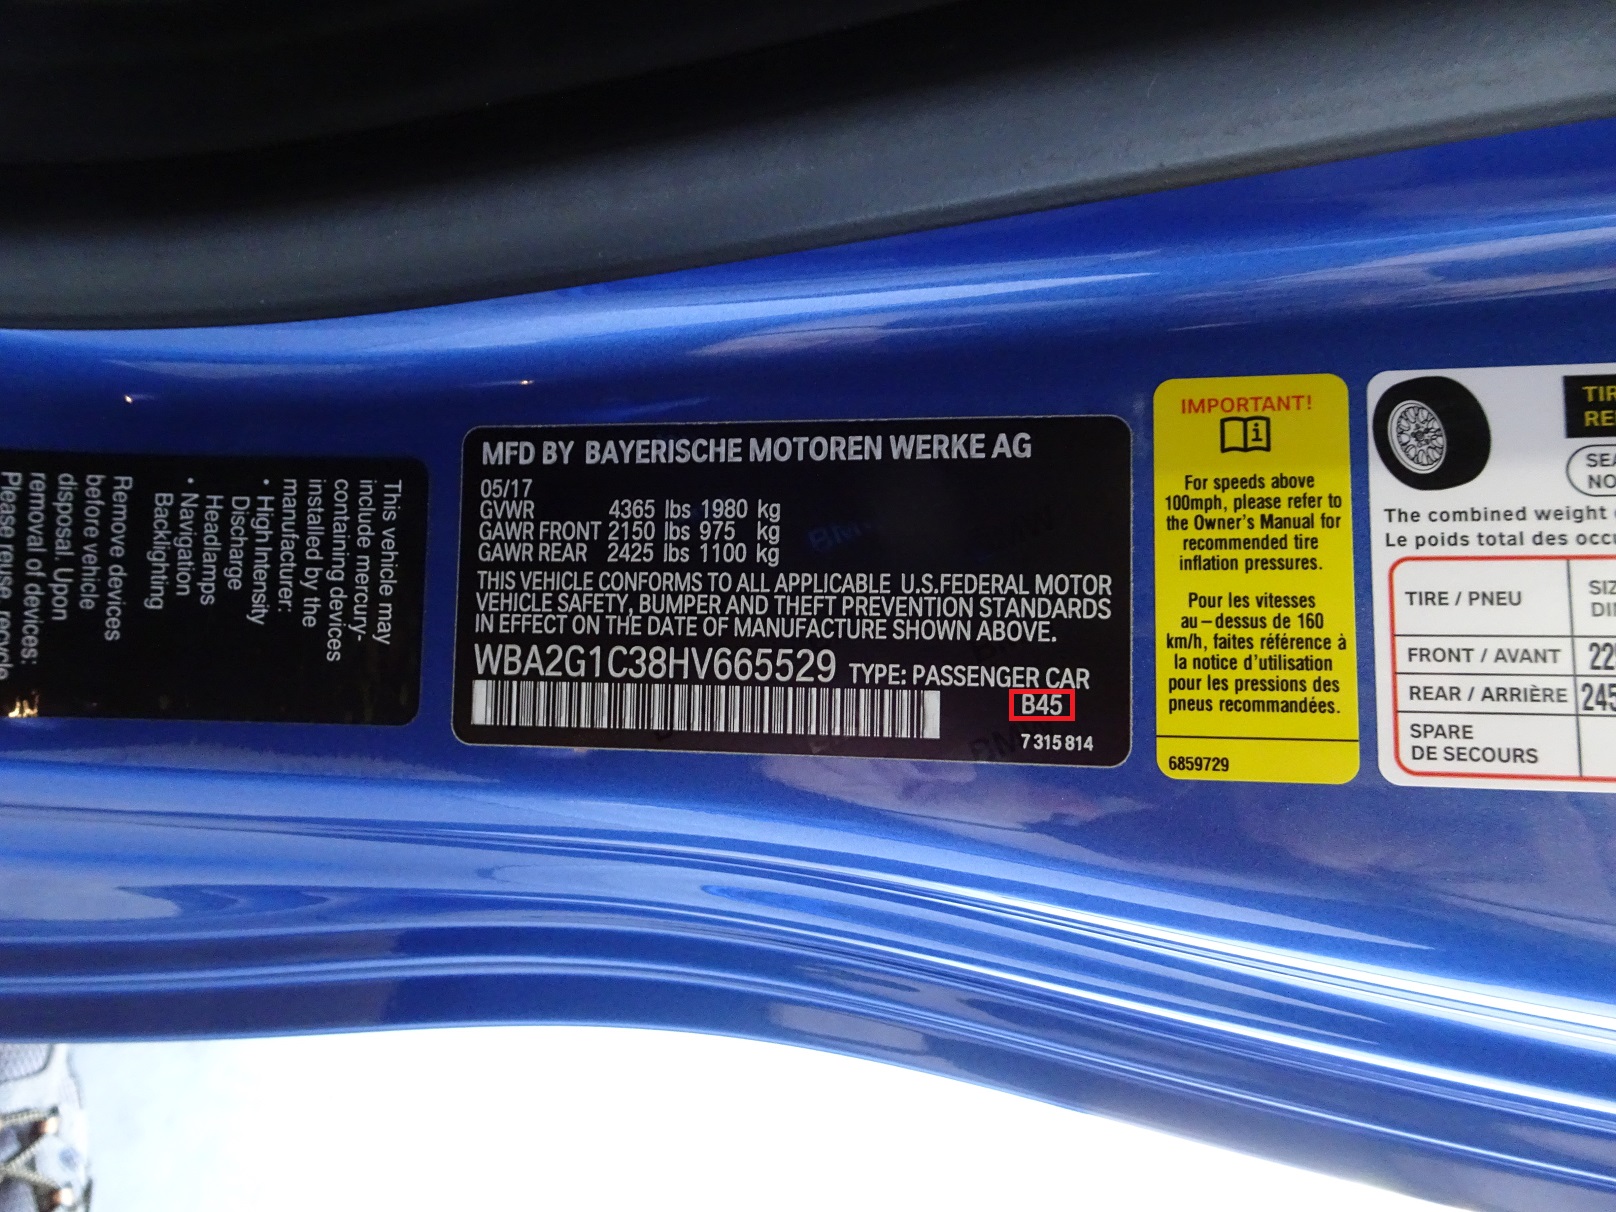 This vehicle may
include mercury-
containing devices
installed by the
manufacturer:
• High Intensity
Discharge
Headlamps
• Navigation
Backlighting
Remove devices
before vehicle
disposal. Upon
removal of devices:
Please reuse, recycle
MFD BY BAYERISCHE MOTOREN WERKE AG
05/17
GVWR 4365 lbs 1980 kg
GAWR FRONT 2150 lbs 975 kg
GAWR REAR 2425 lbs 1100 kg
THIS VEHICLE CONFORMS TO ALL APPLICABLE U.S.FEDERAL MOTOR
VEHICLE SAFETY, BUMPER AND THEFT PREVENTION STANDARDS
IN EFFECT ON THE DATE OF MANUFACTURE SHOWN ABOVE.
WBA2G1C38HV665529 TYPE: PASSENGER CAR
B45
7 315 814
IMPORTANT!
i
For speeds above
100mph, please refer to
the Owner's Manual for
recommended tire
inflation pressures.
Pour les vitesses
au–dessus de 160
km/h, faites référence à
la notice d'utilisation
pour les pressions des
pneus recommandées.
6859729
The combined weight
Le poids total des
TIRE / PNEU
FRONT / AVANT
REAR / ARRIÈRE 245
SPARE
DE SECOURS